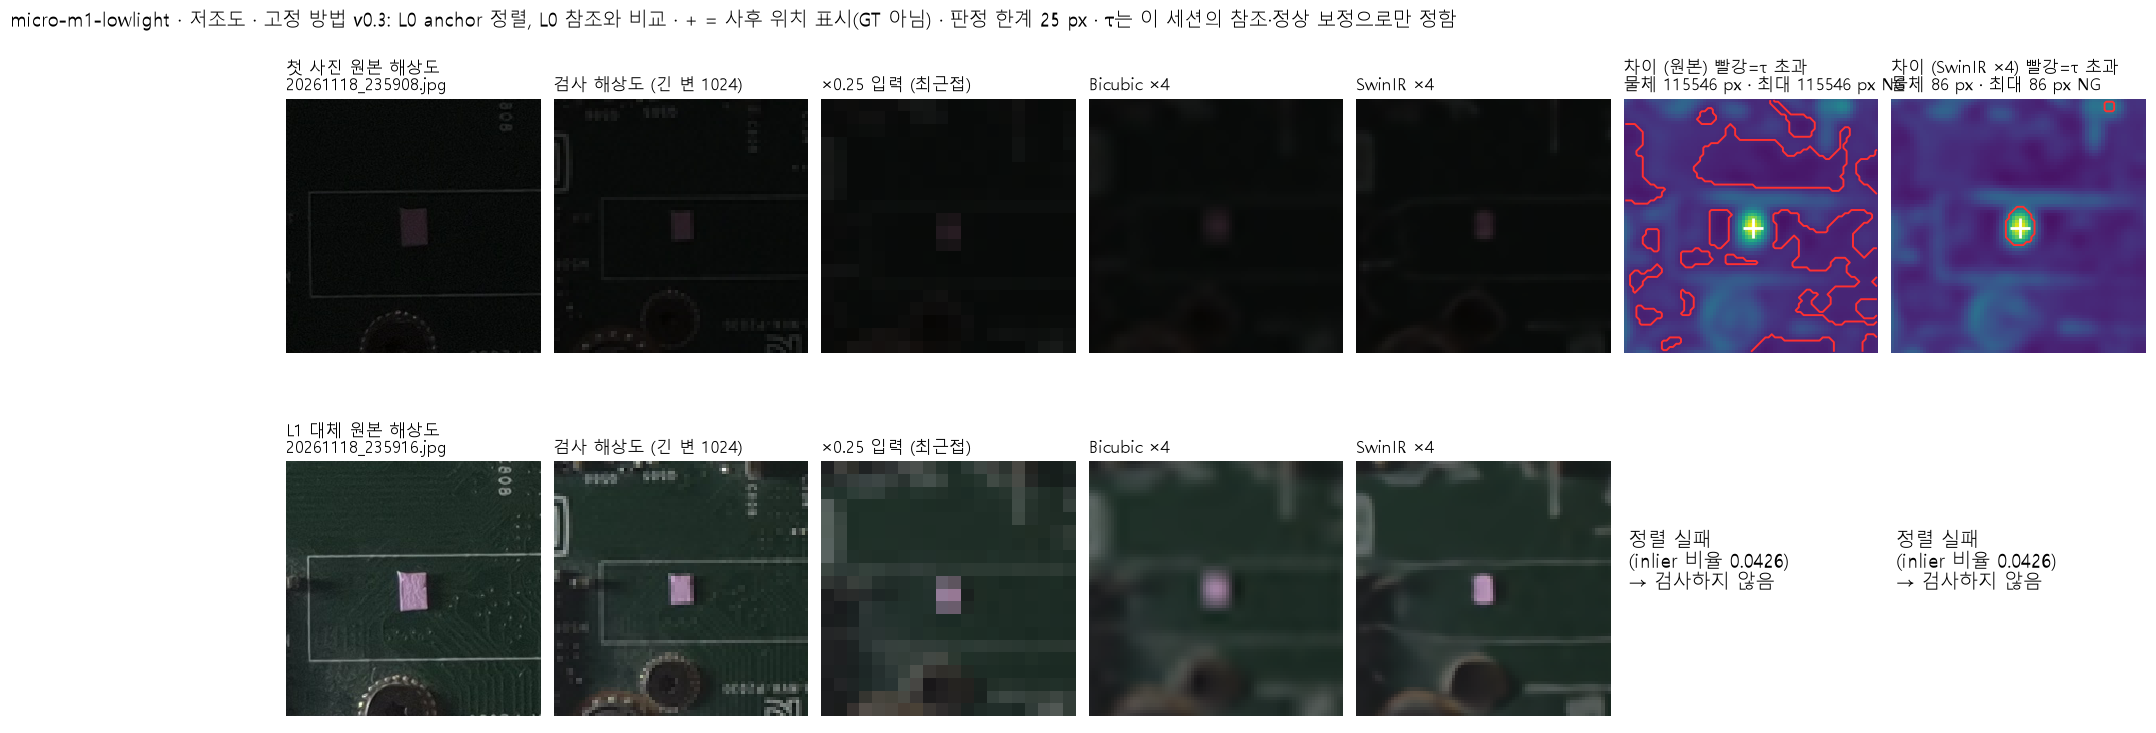 micro-m1-lowlight · 저조도 · 고정 방법 v0.3: L0 anchor 정렬, L0 참조와 비교 · + = 사후 위치 표시(GT 아님) · 판정 한계 25 px · τ는 이 세션의 참조·정상 보정으로만 정함
첫 사진 원본 해상도
20261118_235908.jpg
검사 해상도 (긴 변 1024)
×0.25 입력 (최근접)
Bicubic ×4
SwinIR ×4
차이 (원본) 빨강=τ 초과
물체 115546 px · 최대 115546 px NG
차이 (SwinIR ×4) 빨강=τ 초과
물체 86 px · 최대 86 px NG
L1 대체 원본 해상도
20261118_235916.jpg
검사 해상도 (긴 변 1024)
×0.25 입력 (최근접)
Bicubic ×4
SwinIR ×4
정렬 실패
(inlier 비율 0.0426)
→ 검사하지 않음
정렬 실패
(inlier 비율 0.0426)
→ 검사하지 않음